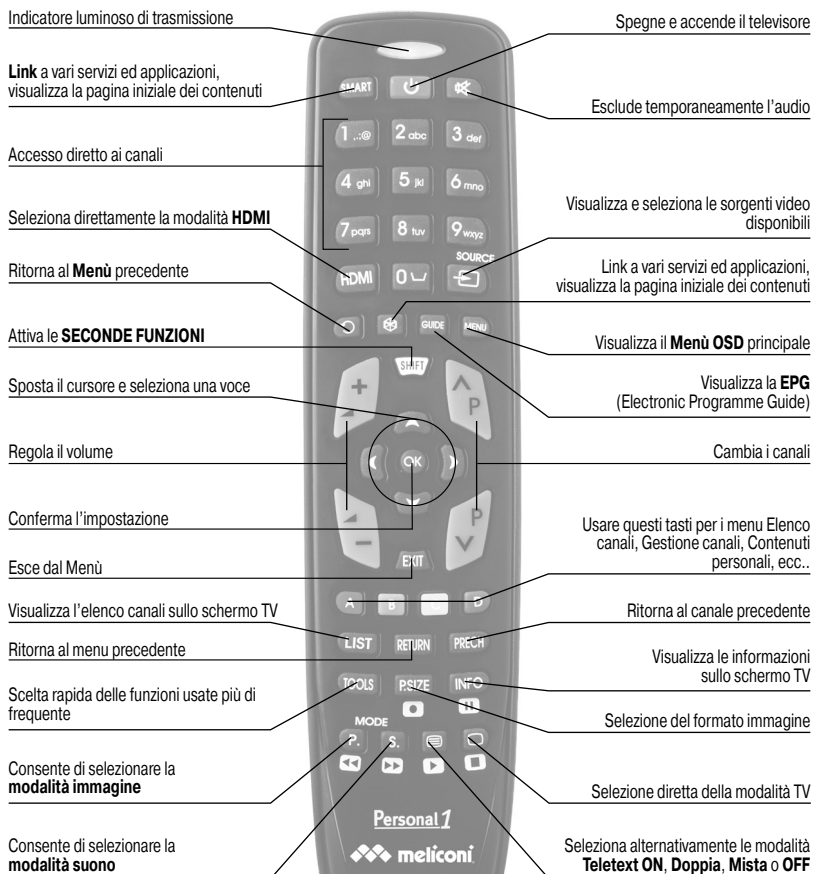 Indicatore luminoso di trasmissione
Spegne e accende il televisore
Link a vari servizi ed applicazioni,
visualizza la pagina iniziale dei contenuti
SMART
Esclude temporaneamente l'audio
1 .:@
2 abc
3 def
Accesso diretto ai canali
4 ghi
5 jkl
6 mno
Seleziona direttamente la modalità HDMI
Visualizza e seleziona le sorgenti video
disponibili
7 pqrs
8 tuv
9 wxyz
SOURCE
HDMI
0
Ritorna al Menù precedente
Link a vari servizi ed applicazioni,
visualizza la pagina iniziale dei contenuti
GUIDE
MENU
Attiva le SECONDE FUNZIONI
Visualizza il Menù OSD principale
SHIFT
Sposta il cursore e seleziona una voce
Visualizza la EPG
(Electronic Programme Guide)
+
P
Regola il volume
OK
Cambia i canali
Conferma l'impostazione
P
−
Usare questi tasti per i menu Elenco
canali, Gestione canali, Contenuti
personali, ecc..
Esce dal Menù
EXIT
A
B
C
D
Visualizza l'elenco canali sullo schermo TV
Ritorna al canale precedente
LIST
RETURN
PRECH
Ritorna al menu precedente
Visualizza le informazioni
sullo schermo TV
TOOLS
P.SIZE
INFO
Scelta rapida delle funzioni usate più di
frequente
Selezione del formato immagine
MODE
P.
S.
Consente di selezionare la
modalità immagine
Selezione diretta della modalità TV
Personal 1
meliconi
Consente di selezionare la
modalità suono
Seleziona alternativamente le modalità
Teletext ON, Doppia, Mista o OFF